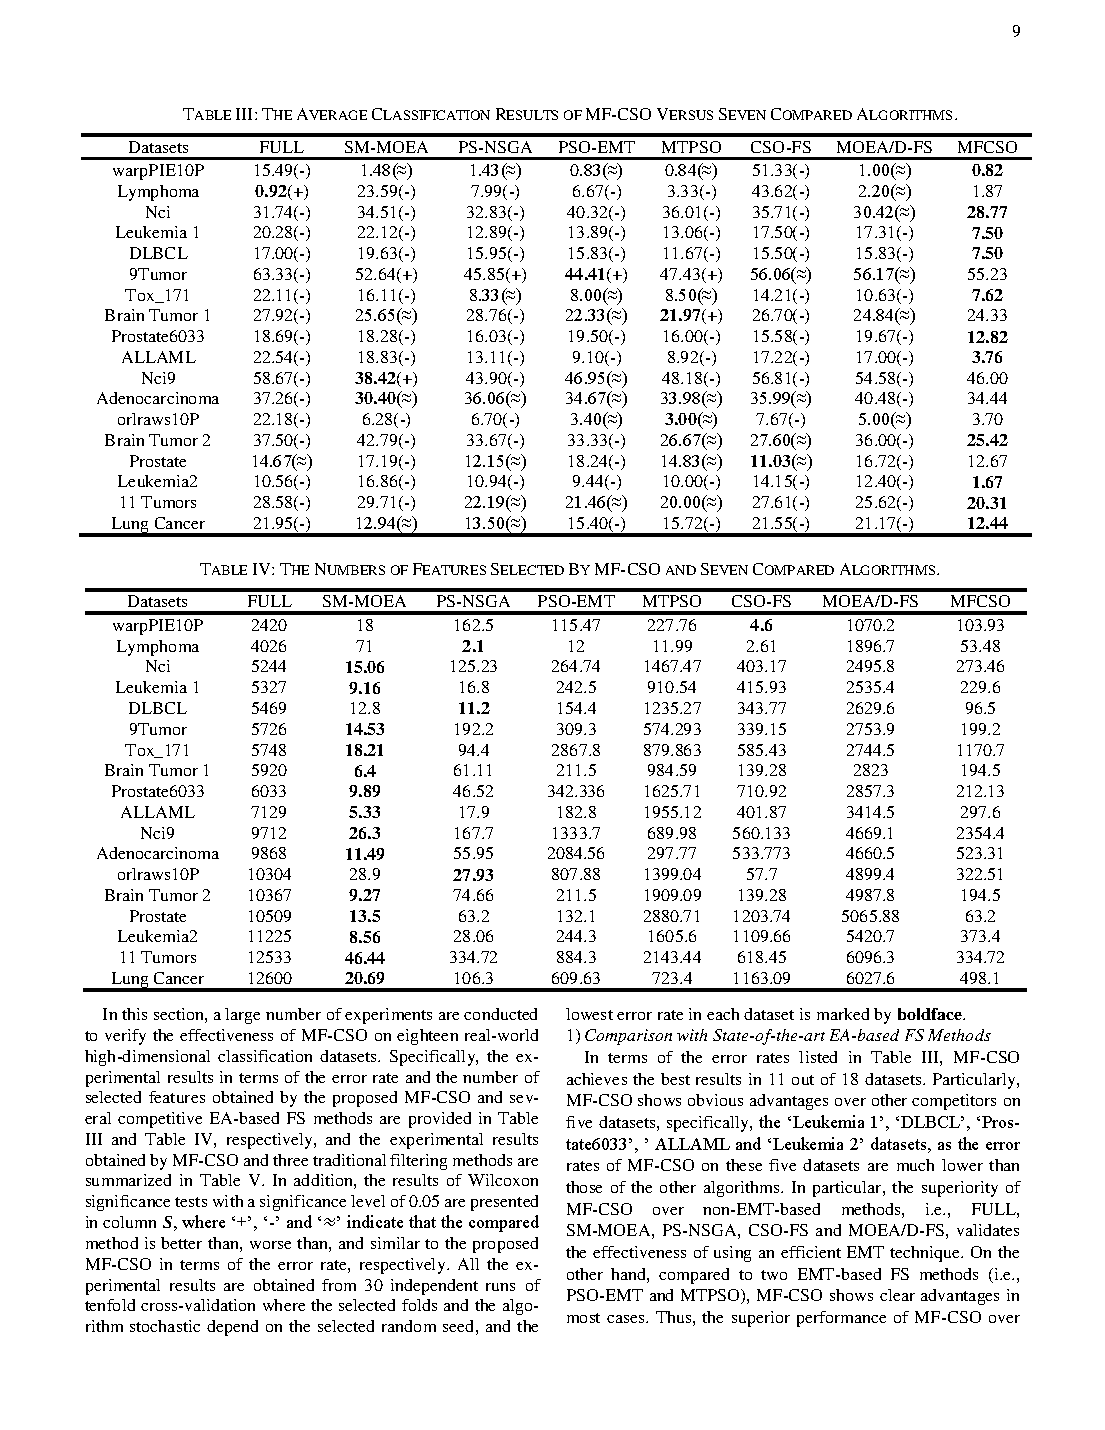 9
TABLE III: THE AVERAGE CLASSIFICATION RESULTS OF MF-CSO VERSUS SEVEN COMPARED ALGORITHMS.
Datasets FULL SM-MOEA PS-NSGA PSO-EMT MTPSO CSO-FS MOEA/D-FS MFCSO
warpPIE10P 15.49(-) 1.48(≈) 1.43(≈) 0.83(≈) 0.84(≈) 51.33(-) 1.00(≈) 0.82
Lymphoma 0.92(+) 23.59(-) 7.99(-) 6.67(-) 3.33(-) 43.62(-) 2.20(≈) 1.87
Nci 31.74(-) 34.51(-) 32.83(-) 40.32(-) 36.01(-) 35.71(-) 30.42(≈) 28.77
Leukemia 1 20.28(-) 22.12(-) 12.89(-) 13.89(-) 13.06(-) 17.50(-) 17.31(-) 7.50
DLBCL 17.00(-) 19.63(-) 15.95(-) 15.83(-) 11.67(-) 15.50(-) 15.83(-) 7.50
9Tumor 63.33(-) 52.64(+) 45.85(+) 44.41(+) 47.43(+) 56.06(≈) 56.17(≈) 55.23
Tox_171 22.11(-) 16.11(-) 8.33(≈) 8.00(≈) 8.50(≈) 14.21(-) 10.63(-) 7.62
Brain Tumor 1 27.92(-) 25.65(≈) 28.76(-) 22.33(≈) 21.97(+) 26.70(-) 24.84(≈) 24.33
Prostate6033 18.69(-) 18.28(-) 16.03(-) 19.50(-) 16.00(-) 15.58(-) 19.67(-) 12.82
ALLAML 22.54(-) 18.83(-) 13.11(-) 9.10(-) 8.92(-) 17.22(-) 17.00(-) 3.76
Nci9 58.67(-) 38.42(+) 43.90(-) 46.95(≈) 48.18(-) 56.81(-) 54.58(-) 46.00
Adenocarcinoma 37.26(-) 30.40(≈) 36.06(≈) 34.67(≈) 33.98(≈) 35.99(≈) 40.48(-) 34.44
orlraws10P 22.18(-) 6.28(-) 6.70(-) 3.40(≈) 3.00(≈) 7.67(-) 5.00(≈) 3.70
Brain Tumor 2 37.50(-) 42.79(-) 33.67(-) 33.33(-) 26.67(≈) 27.60(≈) 36.00(-) 25.42
Prostate 14.67(≈) 17.19(-) 12.15(≈) 18.24(-) 14.83(≈) 11.03(≈) 16.72(-) 12.67
Leukemia2 10.56(-) 16.86(-) 10.94(-) 9.44(-) 10.00(-) 14.15(-) 12.40(-) 1.67
11 Tumors 28.58(-) 29.71(-) 22.19(≈) 21.46(≈) 20.00(≈) 27.61(-) 25.62(-) 20.31
Lung Cancer 21.95(-) 12.94(≈) 13.50(≈) 15.40(-) 15.72(-) 21.55(-) 21.17(-) 12.44
TABLE IV: THE NUMBERS OF FEATURES SELECTED BY MF-CSO AND SEVEN COMPARED ALGORITHMS.
Datasets FULL SM-MOEA PS-NSGA PSO-EMT MTPSO CSO-FS MOEA/D-FS MFCSO
warpPIE10P 2420 18 162.5 115.47 227.76 4.6 1070.2 103.93
Lymphoma 4026 71 2.1 12 11.99 2.61 1896.7 53.48
Nci 5244 15.06 125.23 264.74 1467.47 403.17 2495.8 273.46
Leukemia 1 5327 9.16 16.8 242.5 910.54 415.93 2535.4 229.6
DLBCL 5469 12.8 11.2 154.4 1235.27 343.77 2629.6 96.5
9Tumor 5726 14.53 192.2 309.3 574.293 339.15 2753.9 199.2
Tox_171 5748 18.21 94.4 2867.8 879.863 585.43 2744.5 1170.7
Brain Tumor 1 5920 6.4 61.11 211.5 984.59 139.28 2823 194.5
Prostate6033 6033 9.89 46.52 342.336 1625.71 710.92 2857.3 212.13
ALLAML 7129 5.33 17.9 182.8 1955.12 401.87 3414.5 297.6
Nci9 9712 26.3 167.7 1333.7 689.98 560.133 4669.1 2354.4
Adenocarcinoma 9868 11.49 55.95 2084.56 297.77 533.773 4660.5 523.31
orlraws10P 10304 28.9 27.93 807.88 1399.04 57.7 4899.4 322.51
Brain Tumor 2 10367 9.27 74.66 211.5 1909.09 139.28 4987.8 194.5
Prostate 10509 13.5 63.2 132.1 2880.71 1203.74 5065.88 63.2
Leukemia2 11225 8.56 28.06 244.3 1605.6 1109.66 5420.7 373.4
11 Tumors 12533 46.44 334.72 884.3 2143.44 618.45 6096.3 334.72
Lung Cancer 12600 20.69 106.3 609.63 723.4 1163.09 6027.6 498.1
In this section, a large number of experiments are conducted
to verify the effectiveness of MF-CSO on eighteen real-world
high-dimensional classification datasets. Specifically, the ex-
perimental results in terms of the error rate and the number of
selected features obtained by the proposed MF-CSO and sev-
eral competitive EA-based FS methods are provided in Table
III and Table IV, respectively, and the experimental results
obtained by MF-CSO and three traditional filtering methods are
summarized in Table V. In addition, the results of Wilcoxon
significance tests with a significance level of 0.05 are presented
in column S, where ‘+’, ‘-’ and ‘≈’ indicate that the compared
method is better than, worse than, and similar to the proposed
MF-CSO in terms of the error rate, respectively. All the ex-
perimental results are obtained from 30 independent runs of
tenfold cross-validation where the selected folds and the algo-
rithm stochastic depend on the selected random seed, and the
lowest error rate in each dataset is marked by boldface.
1) Comparison with State-of-the-art EA-based FS Methods
In terms of the error rates listed in Table III, MF-CSO
achieves the best results in 11 out of 18 datasets. Particularly,
MF-CSO shows obvious advantages over other competitors on
five datasets, specifically, the ‘Leukemia 1’, ‘DLBCL’, ‘Pros-
tate6033’, ’ ALLAML and ‘Leukemia 2’ datasets, as the error
rates of MF-CSO on these five datasets are much lower than
those of the other algorithms. In particular, the superiority of
MF-CSO over non-EMT-based methods, i.e., FULL,
SM-MOEA, PS-NSGA, CSO-FS and MOEA/D-FS, validates
the effectiveness of using an efficient EMT technique. On the
other hand, compared to two EMT-based FS methods (i.e.,
PSO-EMT and MTPSO), MF-CSO shows clear advantages in
most cases. Thus, the superior performance of MF-CSO over